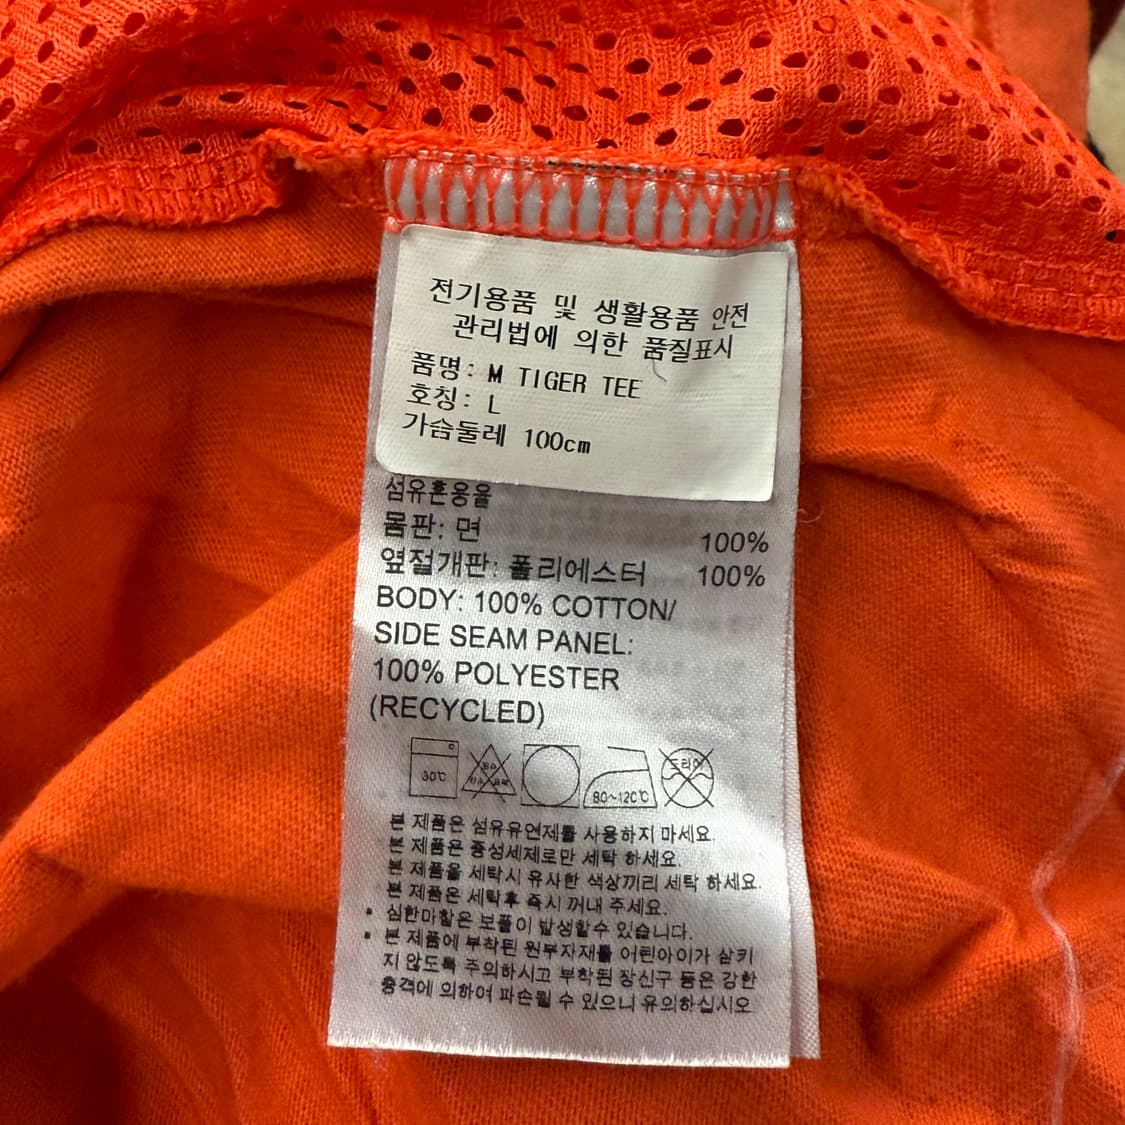 전기용품 및 생활용품 안전
관리법에 의한 품질표시
품명: M TIGER TEE
호칭: L
가슴둘레 100cm
섬유혼용율
몸판: 면 100%
옆절개판: 폴리에스터 100%
BODY: 100% COTTON/
SIDE SEAM PANEL:
100% POLYESTER
(RECYCLED)
30℃
80~120℃
드라이
본 제품은 섬유유연제를 사용하지 마세요.
본 제품은 중성세제로만 세탁 하세요.
본 제품을 세탁시 유사한 색상끼리 세탁 하세요.
본 제품은 세탁후 즉시 꺼내 주세요.
• 심한마찰은 보풀이 발생할수 있습니다.
• 본 제품에 부착된 원부자재를 어린아이가 삼키
지 않도록 주의하시고 부착된 장신구 등은 강한
충격에 의하여 파손될 수 있으니 유의하십시오